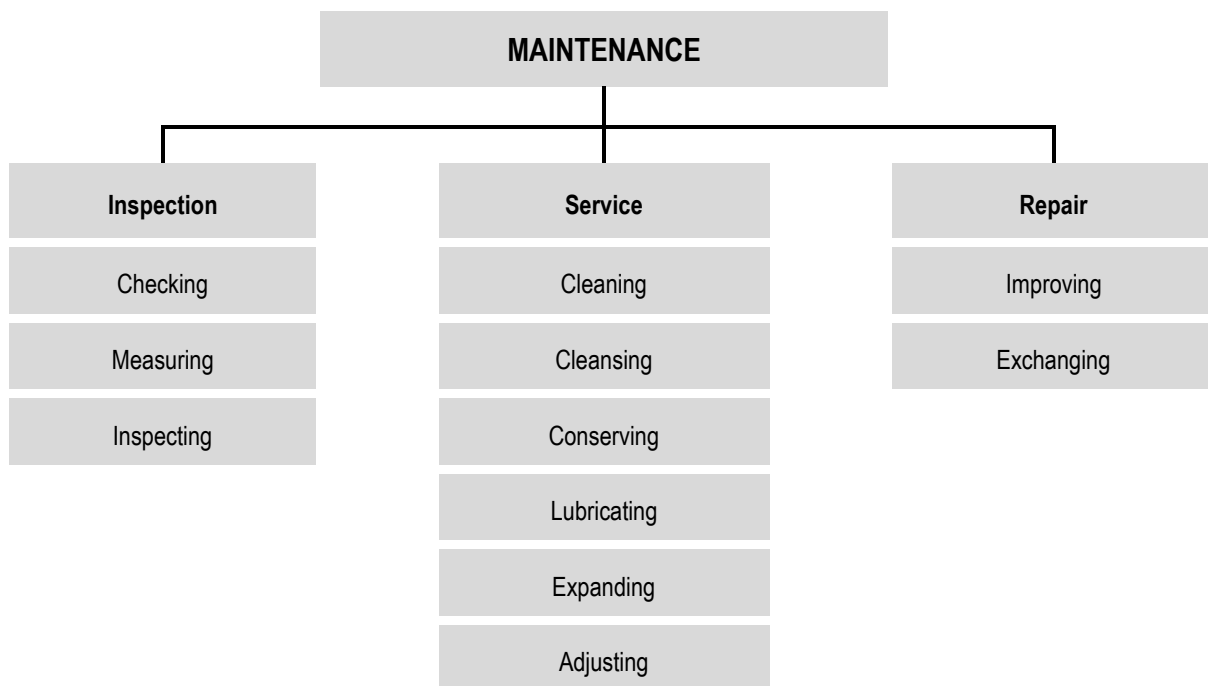 MAINTENANCE
Inspection
Checking
Measuring
Inspecting
Service
Cleaning
Cleansing
Conserving
Lubricating
Expanding
Adjusting
Repair
Improving
Exchanging